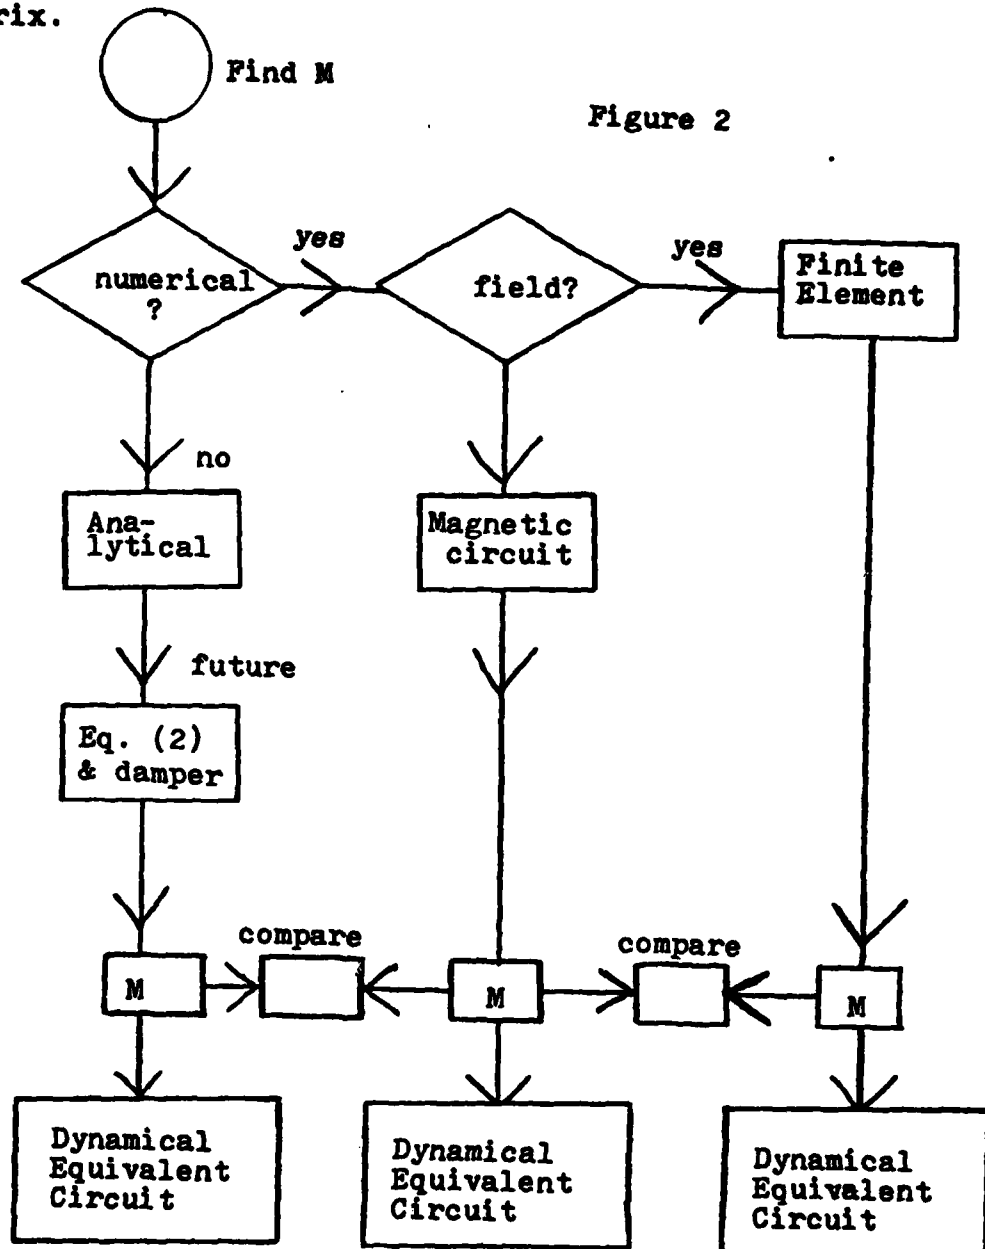 rix.
Find M
Figure 2
yes
yes
numerical
?
field?
Finite
Element
no
Ana-
lytical
Magnetic
circuit
future
Eq. (2)
& damper
compare
compare
M
M
M
Dynamical
Equivalent
Circuit
Dynamical
Equivalent
Circuit
Dynamical
Equivalent
Circuit